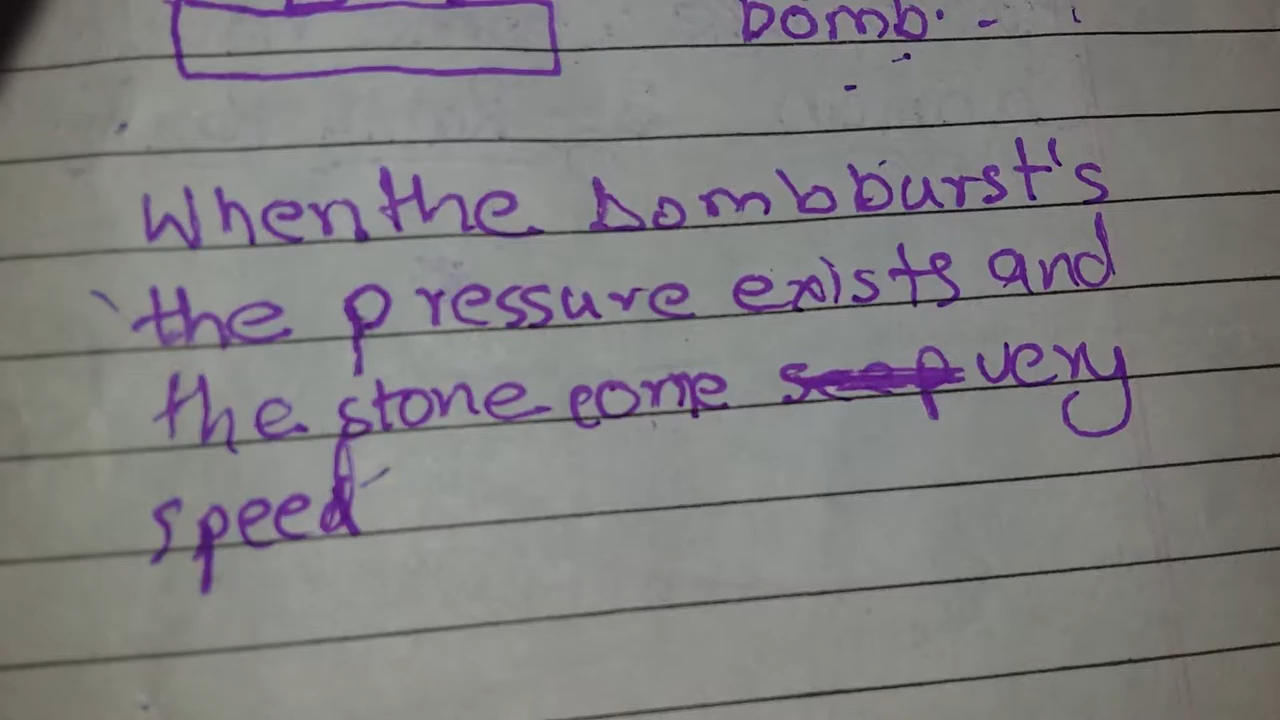 bomb.
When the bomb burst's
the pressure exists and
the stone come very
speed